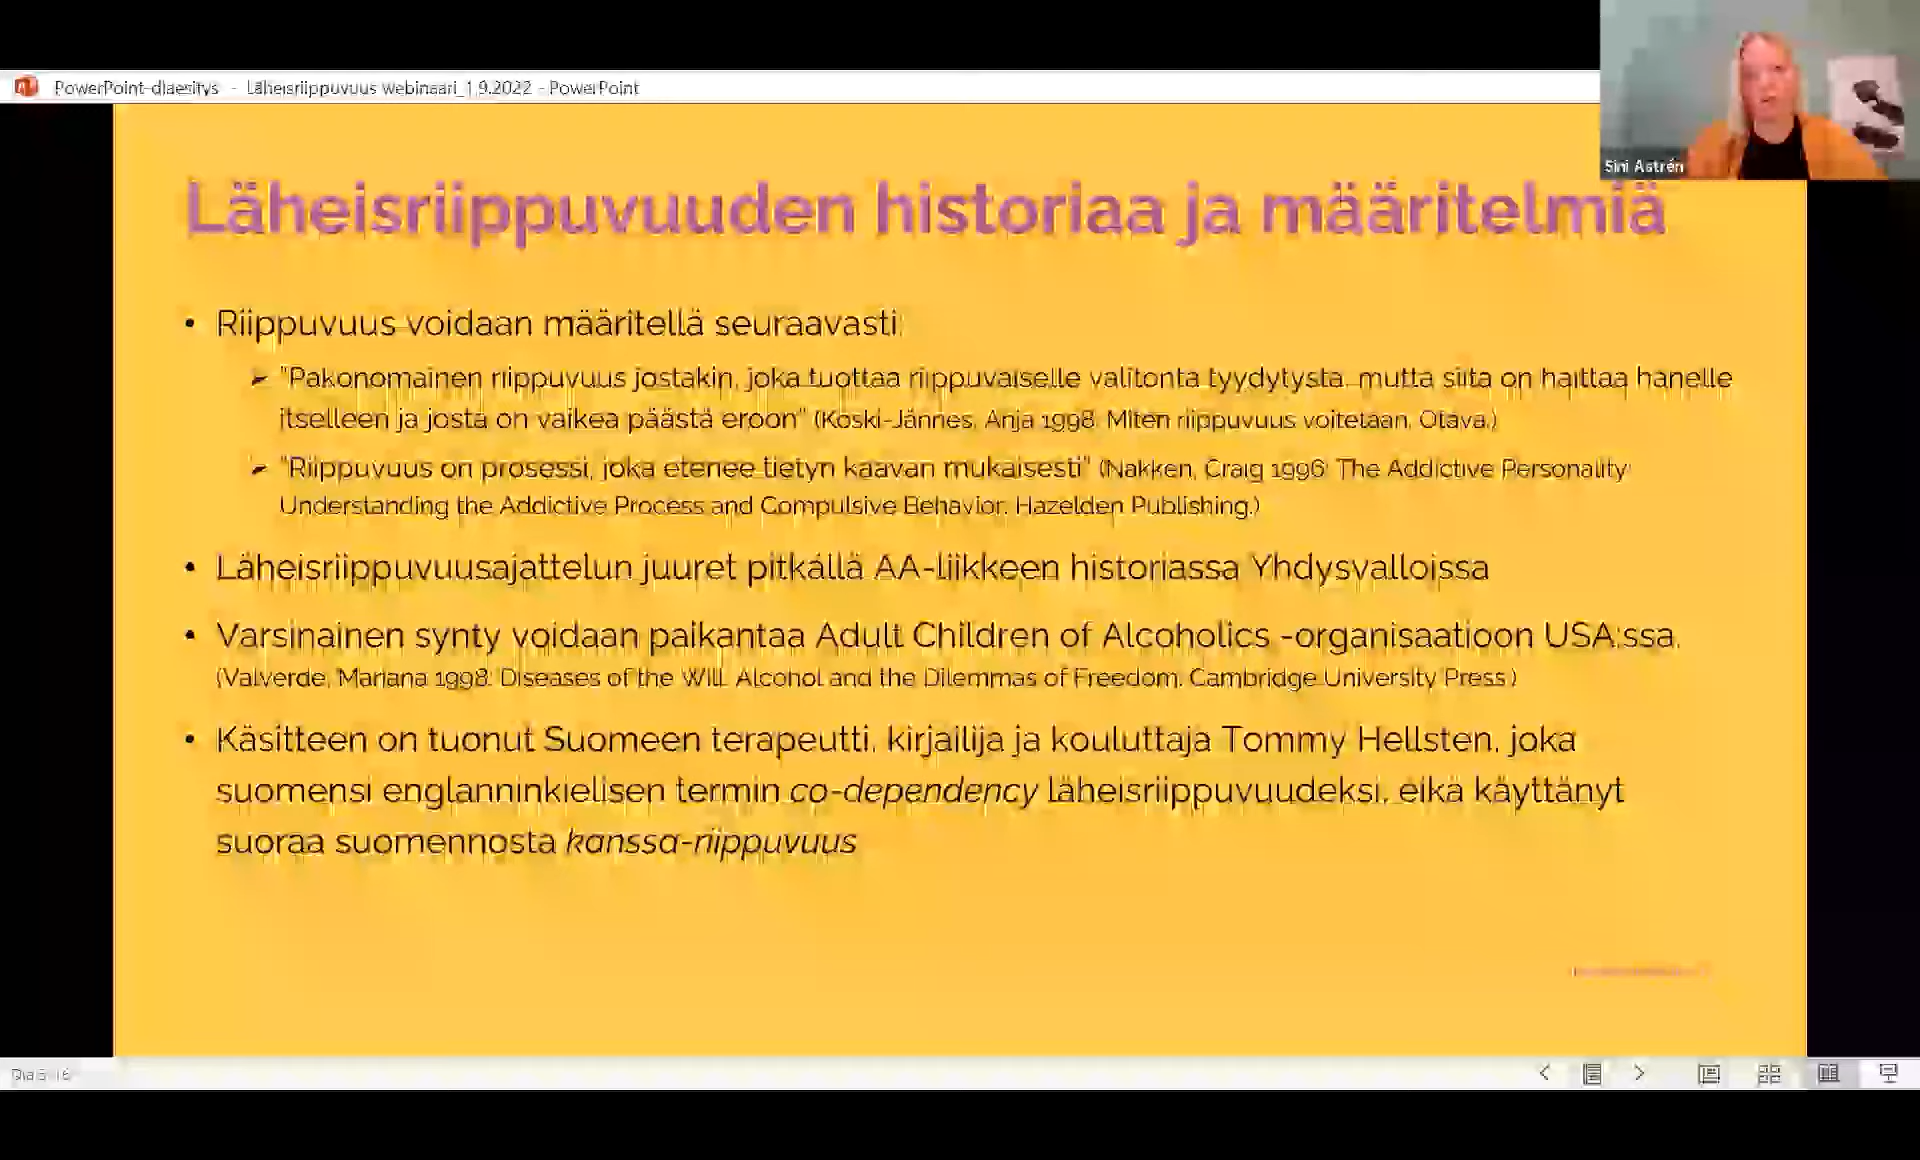 PowerPoint-diaesitys - Läheisriippuvuus webinaari_1.9.2022 - PowerPoint
Sini Astrén
Läheisriippuvuuden historiaa ja määritelmiä
• Riippuvuus voidaan määritellä seuraavasti:
➢ "Pakonomainen riippuvuus jostakin, joka tuottaa riippuvaiselle välitöntä tyydytystä, mutta siitä on haittaa hänelle
itselleen ja josta on vaikea päästä eroon" (Koski-Jännes, Anja 1998: Miten riippuvuus voitetaan. Otava.)
➢ "Riippuvuus on prosessi, joka etenee tietyn kaavan mukaisesti" (Nakken, Craig 1996: The Addictive Personality:
Understanding the Addictive Process and Compulsive Behavior. Hazelden Publishing.)
• Läheisriippuvuusajattelun juuret pitkällä AA-liikkeen historiassa Yhdysvalloissa
• Varsinainen synty voidaan paikantaa Adult Children of Alcoholics -organisaatioon USA:ssa.
(Valverde, Mariana 1998: Diseases of the Will. Alcohol and the Dilemmas of Freedom. Cambridge University Press.)
• Käsitteen on tuonut Suomeen terapeutti, kirjailija ja kouluttaja Tommy Hellsten, joka
suomensi englanninkielisen termin co-dependency läheisriippuvuudeksi, eikä käyttänyt
suoraa suomennosta kanssa-riippuvuus